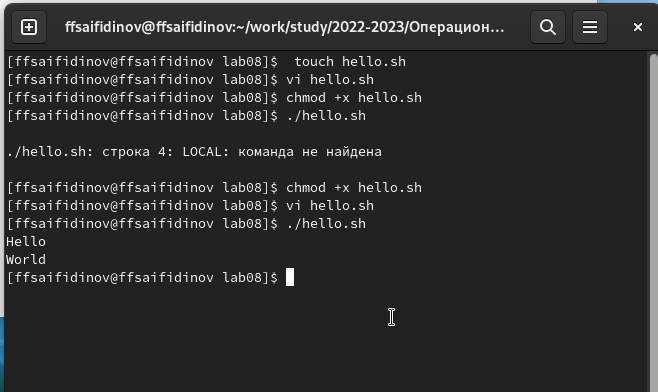 ffsaifidinov@ffsaifidinov:~/work/study/2022-2023/Операцион...
[ffsaifidinov@ffsaifidinov lab08]$  touch hello.sh
[ffsaifidinov@ffsaifidinov lab08]$ vi hello.sh
[ffsaifidinov@ffsaifidinov lab08]$ chmod +x hello.sh
[ffsaifidinov@ffsaifidinov lab08]$ ./hello.sh
./hello.sh: строка 4: LOCAL: команда не найдена
[ffsaifidinov@ffsaifidinov lab08]$ chmod +x hello.sh
[ffsaifidinov@ffsaifidinov lab08]$ vi hello.sh
[ffsaifidinov@ffsaifidinov lab08]$ ./hello.sh
Hello
World
[ffsaifidinov@ffsaifidinov lab08]$